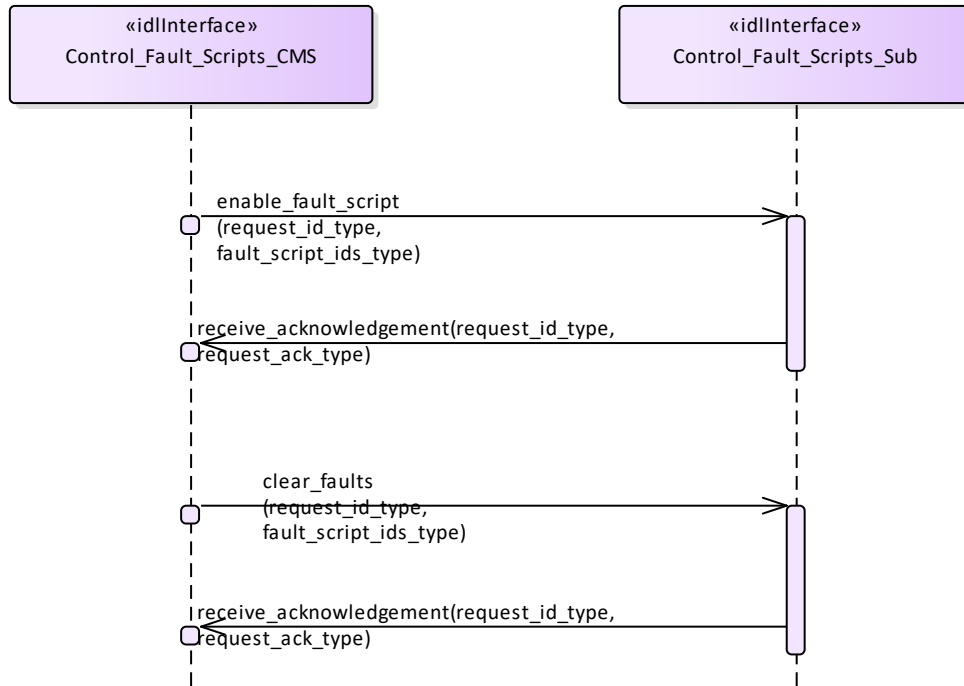 «idlInterface»
Control_Fault_Scripts_CMS
«idlInterface»
Control_Fault_Scripts_Sub
enable_fault_script
(request_id_type,
fault_script_ids_type)
receive_acknowledgement(request_id_type,
request_ack_type)
clear_faults
(request_id_type,
fault_script_ids_type)
receive_acknowledgement(request_id_type,
request_ack_type)